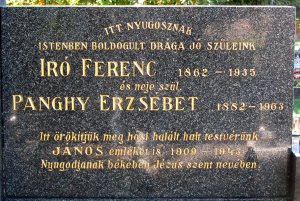 ITT NYUGOSZNAK
ISTENBEN BOLDOGULT DRÁGA JÓ SZÜLEINK
IRÓ FERENC 1862 - 1935
és neje szül.
PANGHY ERZSÉBET 1882 - 1963
Itt örökitjük meg hősi halált halt testvérünk
JÁNOS emlékét is 1909 - 1943.
Nyugodjanak békében Jézus szent nevében.